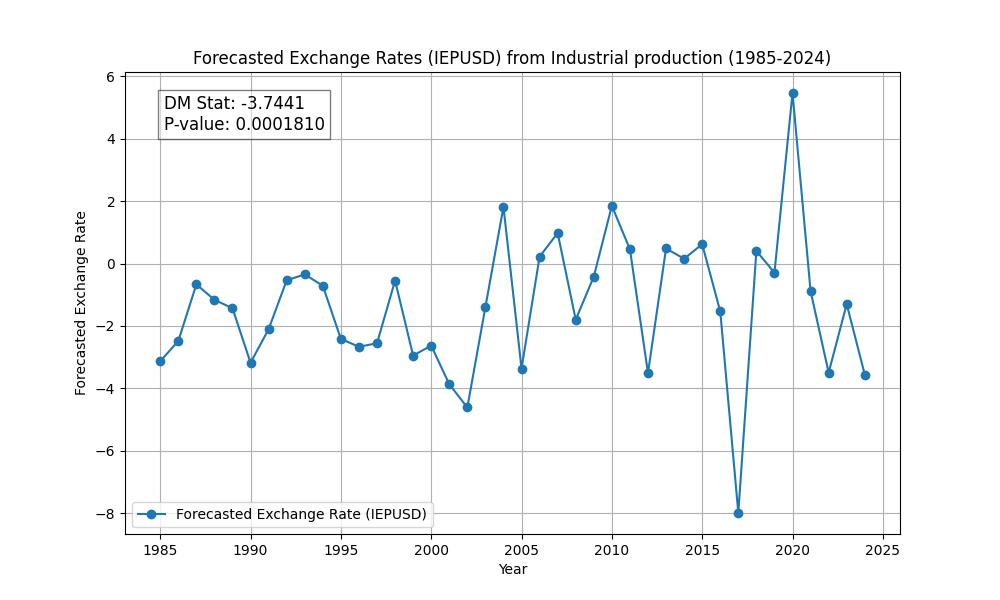 Forecasted Exchange Rates (IEPUSD) from Industrial production (1985-2024)
DM Stat: -3.7441
P-value: 0.0001810
Forecasted Exchange Rate
6
4
2
0
−2
−4
−6
−8
Forecasted Exchange Rate (IEPUSD)
1985 1990 1995 2000 2005 2010 2015 2020 2025
Year